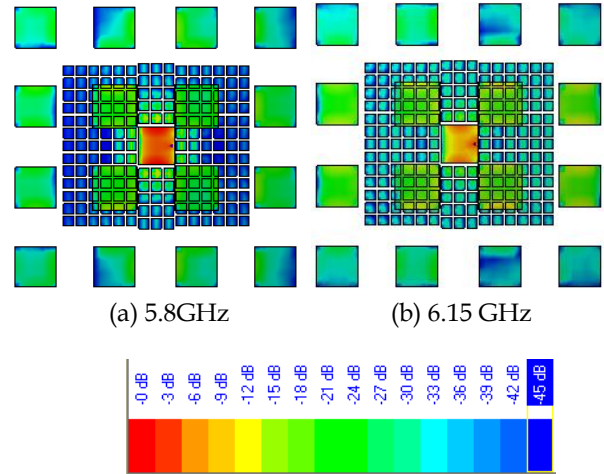 (a) 5.8GHz
(b) 6.15 GHz
-0 dB
-3 dB
-6 dB
-9 dB
-12 dB
-15 dB
-18 dB
-21 dB
-24 dB
-27 dB
-30 dB
-33 dB
-36 dB
-39 dB
-42 dB
-45 dB